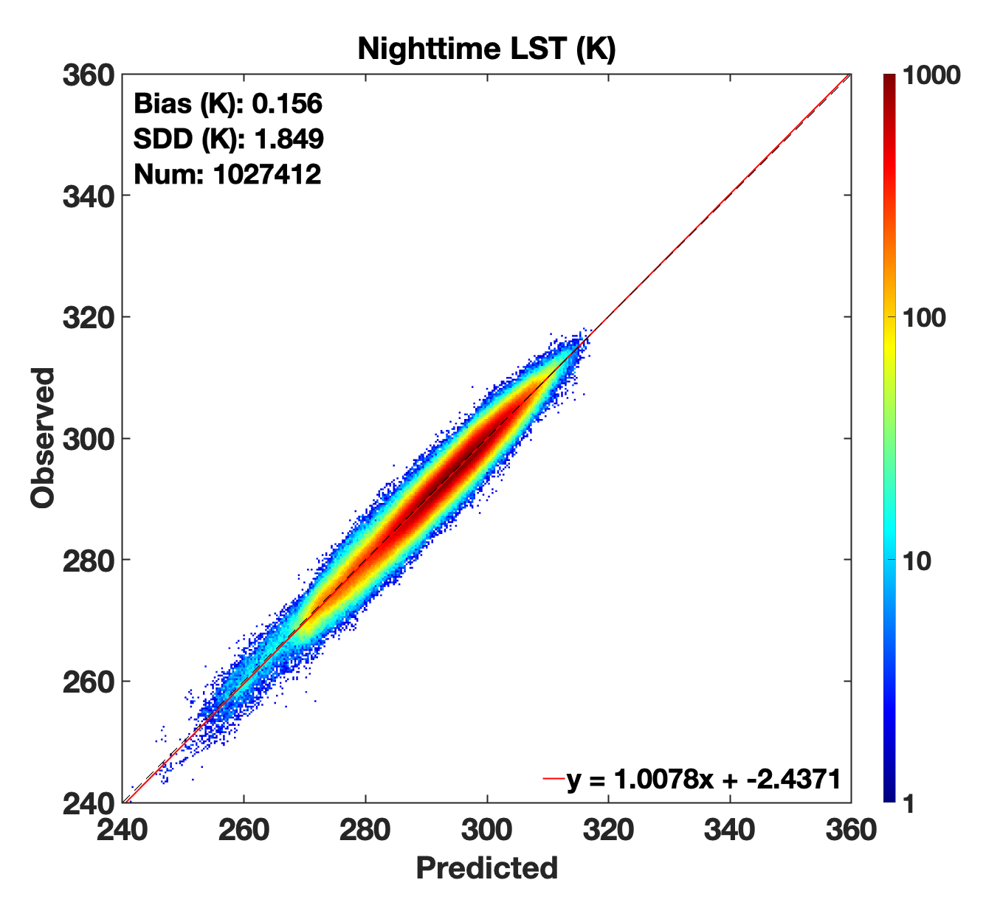 Nighttime LST (K)
Bias (K): 0.156
SDD (K): 1.849
Num: 1027412
360
340
320
300
280
260
240
Observed
240 260 280 300 320 340 360
Predicted
y = 1.0078x + -2.4371
1000
100
10
1